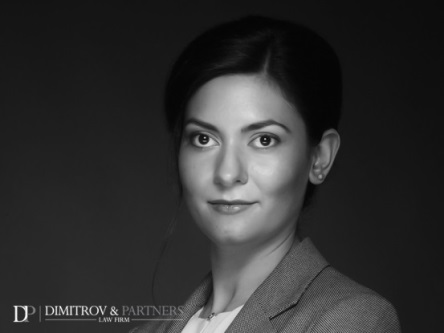 DP | DIMITROV & PARTNERS
LAW FIRM